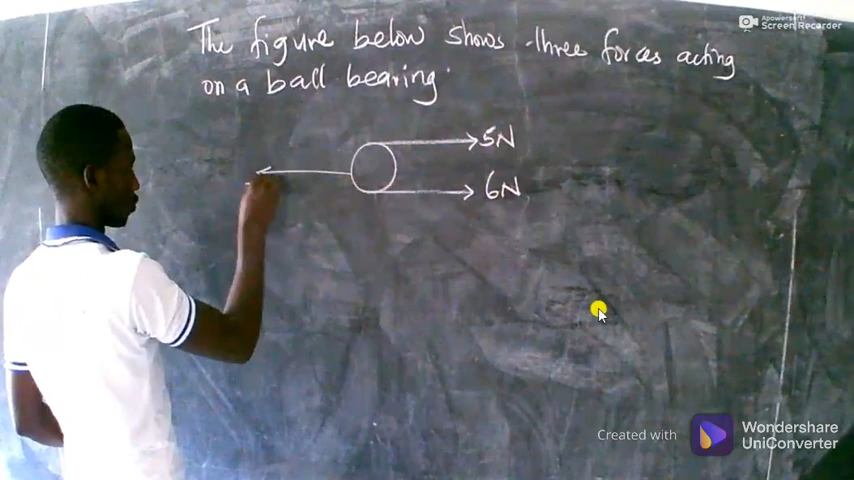 Apowersoft
Screen Recorder
The figure below shows three forces acting
on a ball bearing.
5N
6N
Created with
Wondershare
UniConverter